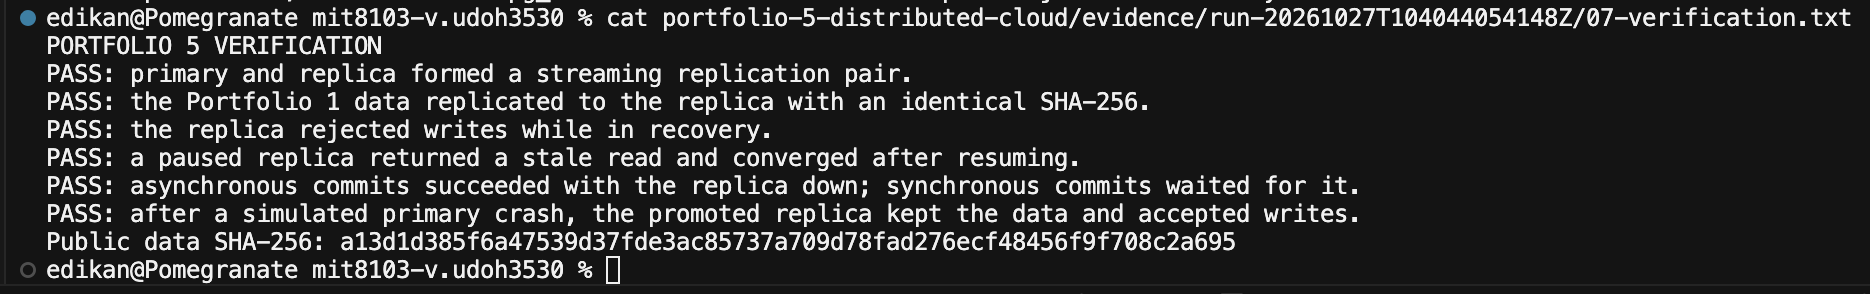 edikan@Pomegranate mit8103-v.udoh3530 % cat portfolio-5-distributed-cloud/evidence/run-20261027T104044054148Z/07-verification.txt
PORTFOLIO 5 VERIFICATION
PASS: primary and replica formed a streaming replication pair.
PASS: the Portfolio 1 data replicated to the replica with an identical SHA-256.
PASS: the replica rejected writes while in recovery.
PASS: a paused replica returned a stale read and converged after resuming.
PASS: asynchronous commits succeeded with the replica down; synchronous commits waited for it.
PASS: after a simulated primary crash, the promoted replica kept the data and accepted writes.
Public data SHA-256: a13d1d385f6a47539d37fde3ac85737a709d78fad276ecf48456f9f708c2a695
edikan@Pomegranate mit8103-v.udoh3530 %